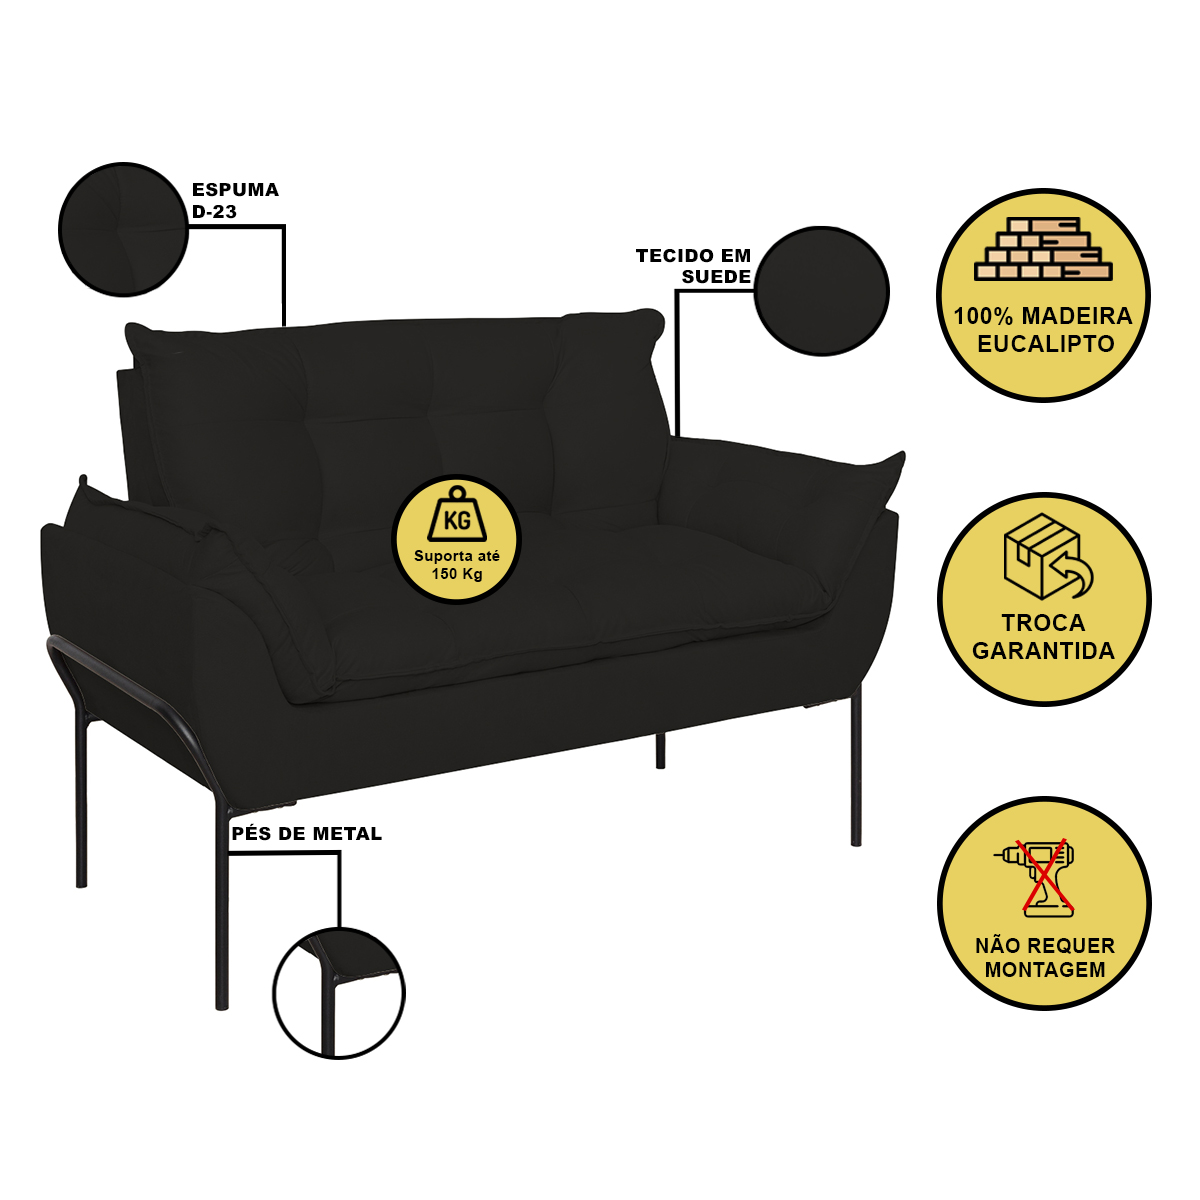 ESPUMA
D-23
TECIDO EM
SUEDE
100% MADEIRA
EUCALIPTO
KG
Suporta até
150 Kg
TROCA
GARANTIDA
PÉS DE METAL
NÃO REQUER
MONTAGEM